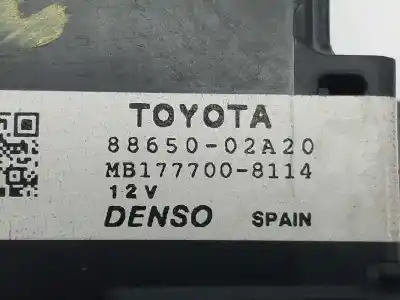 TOYOTA
88650-02A20
MB177700-8114
12V
DENSO SPAIN